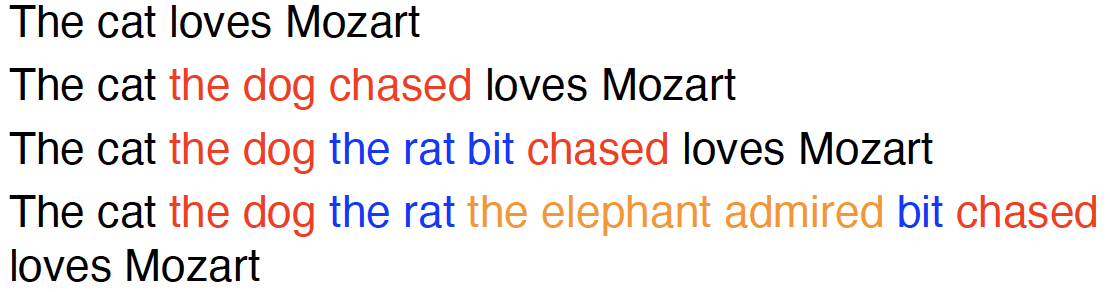 The cat loves Mozart
The cat the dog chased loves Mozart
The cat the dog the rat bit chased loves Mozart
The cat the dog the rat the elephant admired bit chased
loves Mozart